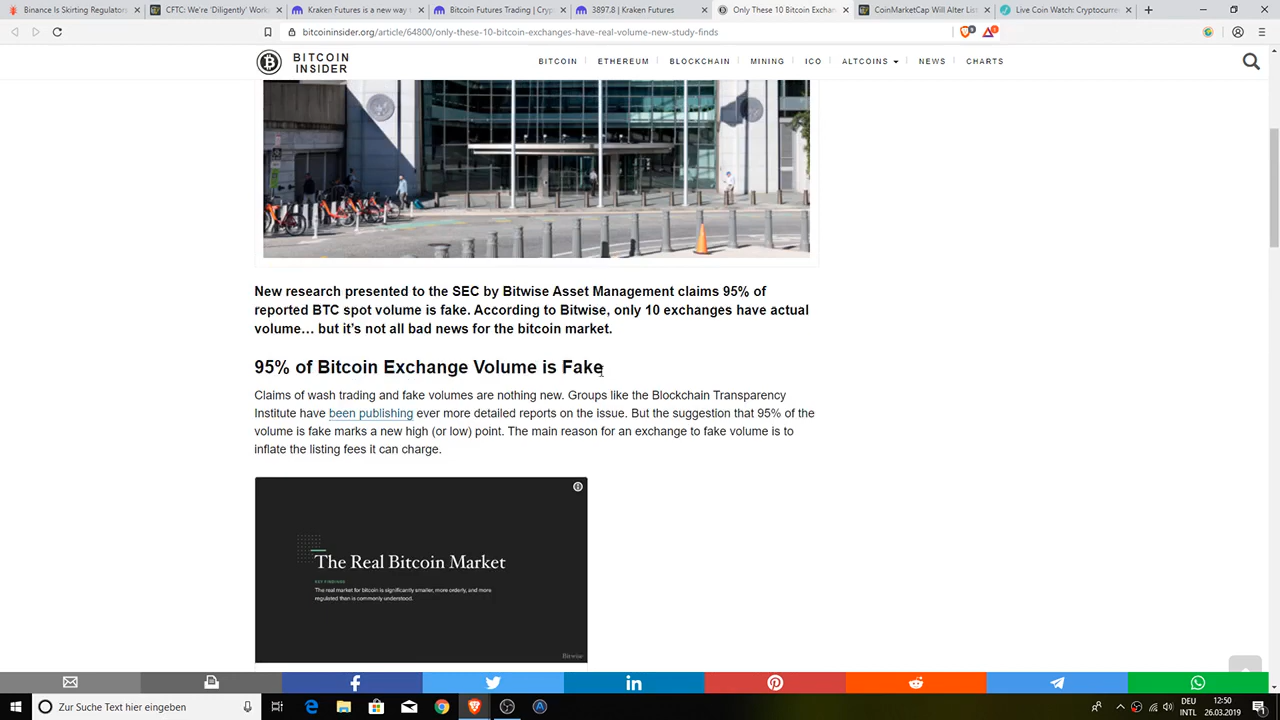 Binance Is Skirting Regulators
CFTC: We're 'Diligently' Work
Kraken Futures is a new way
Bitcoin Futures Trading | Cryp
3897.8 | Kraken Futures
Only These 10 Bitcoin Exchan
CoinMarketCap Will Alter List
Live Coin Watch: Cryptocurre
bitcoininsider.org/article/64800/only-these-10-bitcoin-exchanges-have-real-volume-new-study-finds
BITCOIN
INSIDER
BITCOIN ETHEREUM BLOCKCHAIN MINING ICO ALTCOINS NEWS CHARTS
New research presented to the SEC by Bitwise Asset Management claims 95% of
reported BTC spot volume is fake. According to Bitwise, only 10 exchanges have actual
volume… but it's not all bad news for the bitcoin market.
95% of Bitcoin Exchange Volume is Fake
Claims of wash trading and fake volumes are nothing new. Groups like the Blockchain Transparency
Institute have been publishing ever more detailed reports on the issue. But the suggestion that 95% of the
volume is fake marks a new high (or low) point. The main reason for an exchange to fake volume is to
inflate the listing fees it can charge.
The Real Bitcoin Market
KEY FINDINGS
The real market for bitcoin is significantly smaller, more orderly, and more
regulated than is commonly understood.
Bitwise
Zur Suche Text hier eingeben
DEU
INTL
12:50
26.03.2019